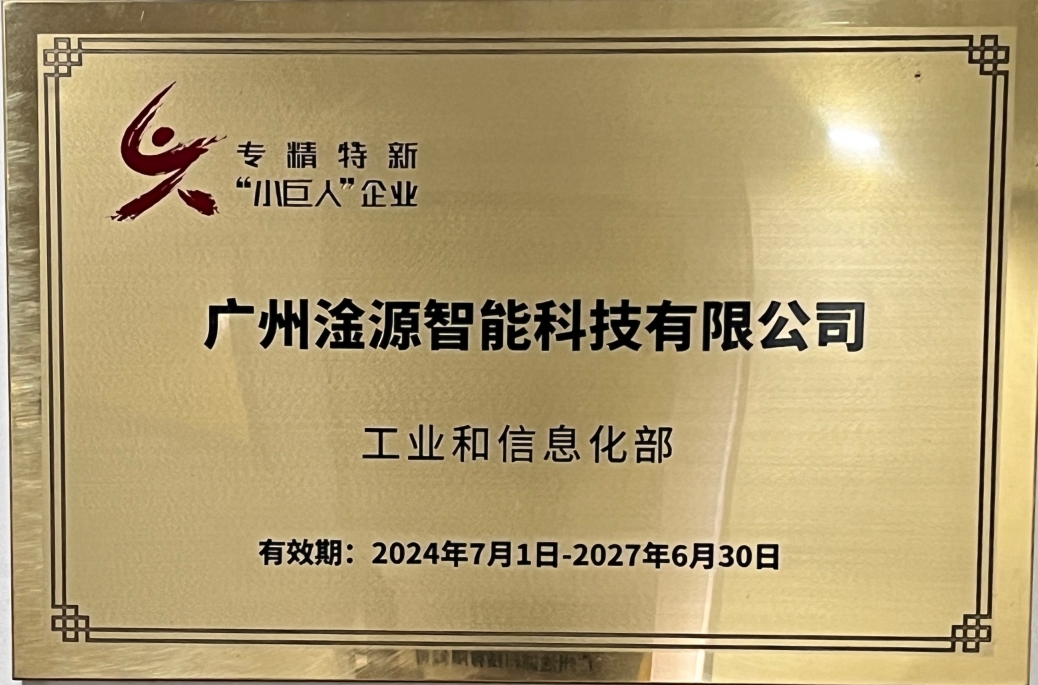 专精特新
“小巨人”企业
广州淦源智能科技有限公司
工业和信息化部
有效期：2024年7月1日-2027年6月30日